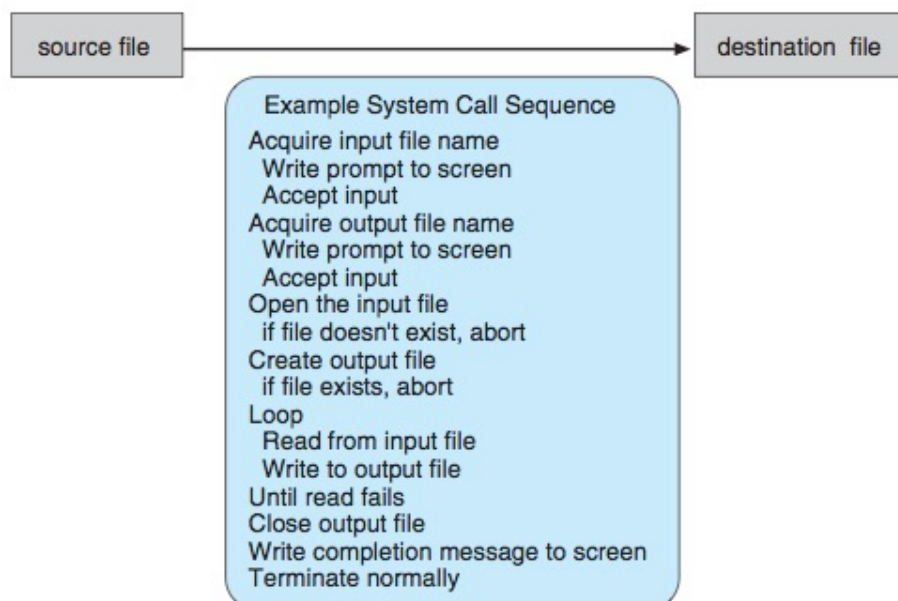 source file
destination file
Example System Call Sequence
Acquire input file name
Write prompt to screen
Accept input
Acquire output file name
Write prompt to screen
Accept input
Open the input file
if file doesn't exist, abort
Create output file
if file exists, abort
Loop
Read from input file
Write to output file
Until read fails
Close output file
Write completion message to screen
Terminate normally